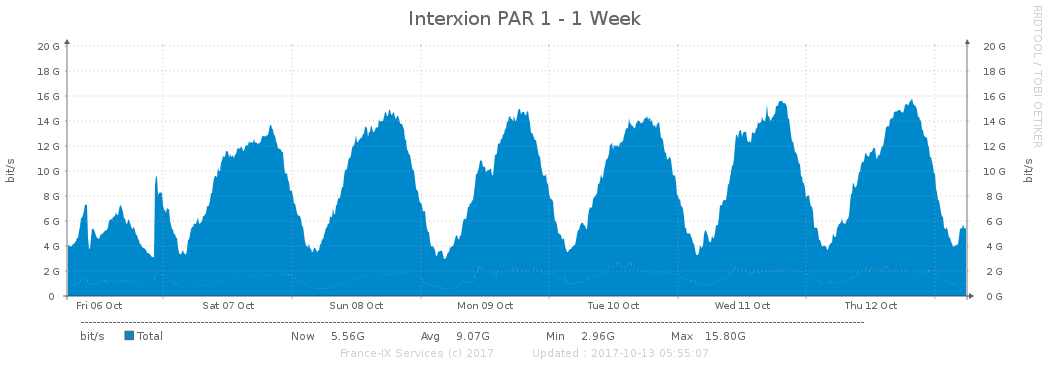 Interxion PAR 1 - 1 Week
RRDTOOL / TOBI OETIKER
bit/s
20 G 20 G
18 G 18 G
16 G 16 G
14 G 14 G
12 G 12 G
10 G 10 G
8 G 8 G
6 G 6 G
4 G 4 G
2 G 2 G
0 0 G
bit/s
Fri 06 Oct Sat 07 Oct Sun 08 Oct Mon 09 Oct Tue 10 Oct Wed 11 Oct Thu 12 Oct
bit/s Total Now 5.56G Avg 9.07G Min 2.96G Max 15.80G
France-IX Services (c) 2017 Updated : 2017-10-13 05:55:07